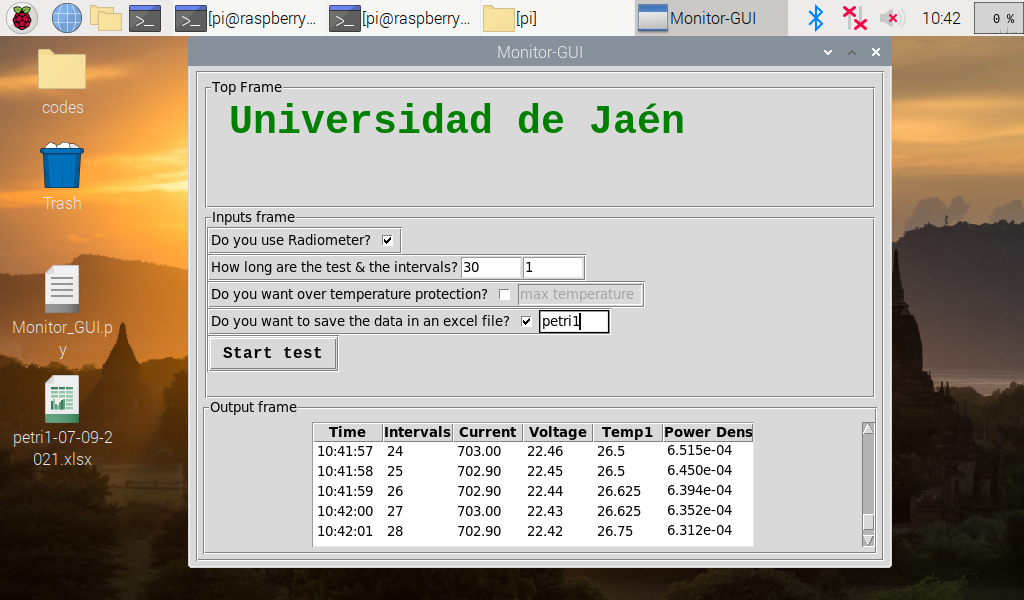 [pi@raspberry...
[pi@raspberry...
[pi]
Monitor-GUI
10:42
0 %
Monitor-GUI
codes
Trash
Monitor_GUI.p
y
petri1-07-09-2
021.xlsx
Top Frame
Universidad de Jaén
Inputs frame
Do you use Radiometer?
How long are the test & the intervals? 30 1
Do you want over temperature protection? max temperature
Do you want to save the data in an excel file? petri1
Start test
Output frame
Time Intervals Current Voltage Temp1 Power Dens
10:41:57 24 703.00 22.46 26.5 6.515e-04
10:41:58 25 702.90 22.45 26.5 6.450e-04
10:41:59 26 702.90 22.44 26.625 6.394e-04
10:42:00 27 703.00 22.43 26.625 6.352e-04
10:42:01 28 702.90 22.42 26.75 6.312e-04